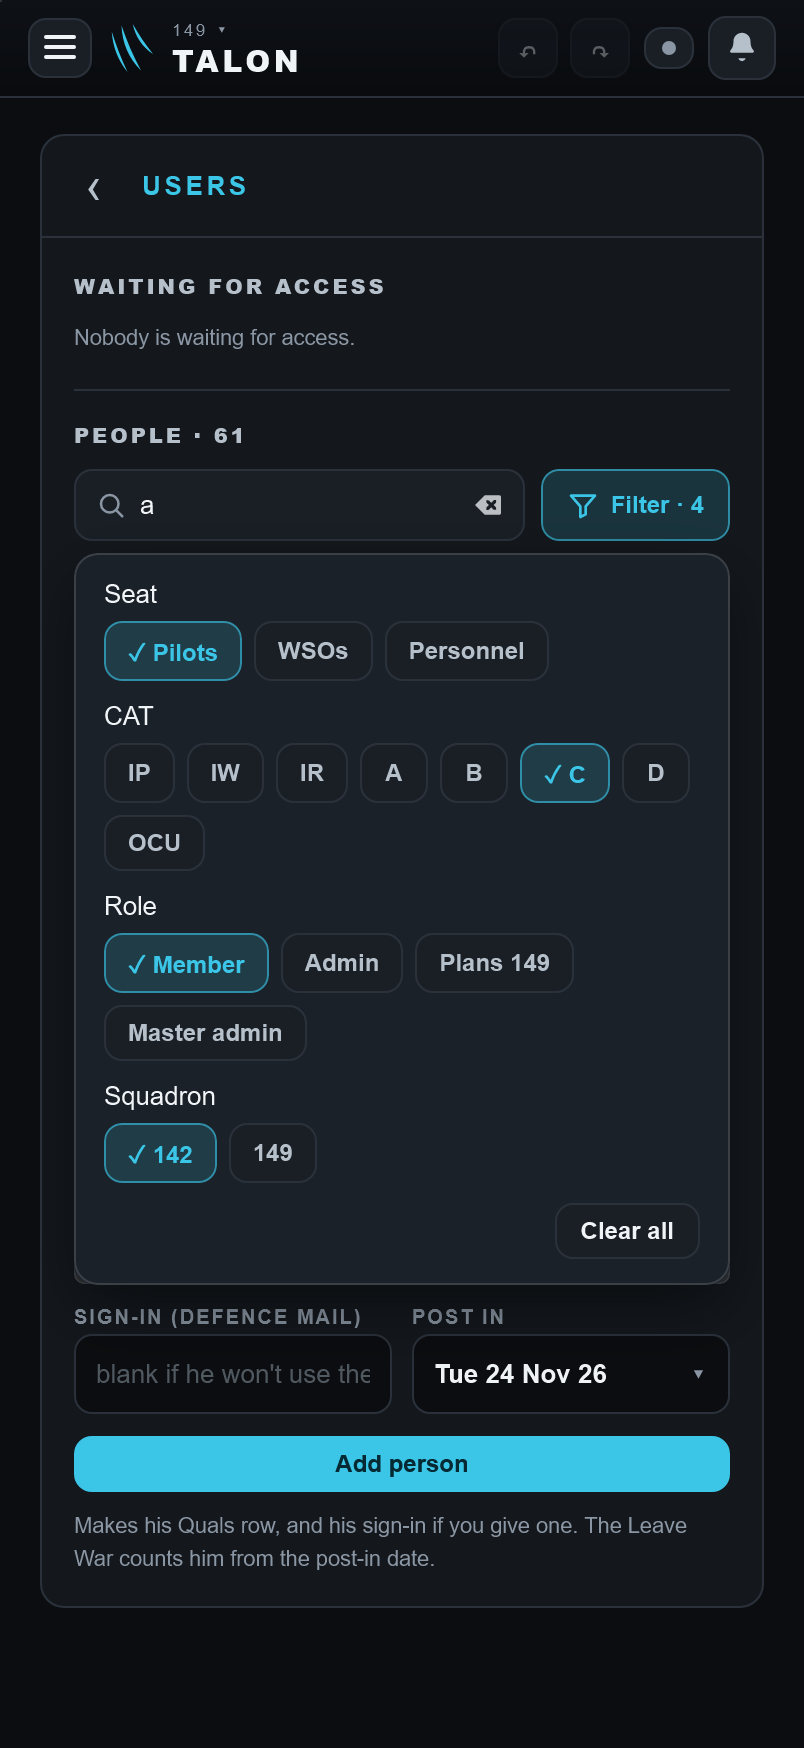 149 ▾
TALON
‹ USERS
WAITING FOR ACCESS
Nobody is waiting for access.
PEOPLE · 61
a
Filter · 4
Seat
✓ Pilots WSOs Personnel
CAT
IP IW IR A B ✓ C D
OCU
Role
✓ Member Admin Plans 149
Master admin
Squadron
✓ 142 149
Clear all
SIGN-IN (DEFENCE MAIL) POST IN
blank if he won't use the Tue 24 Nov 26 ▾
Add person
Makes his Quals row, and his sign-in if you give one. The Leave
War counts him from the post-in date.